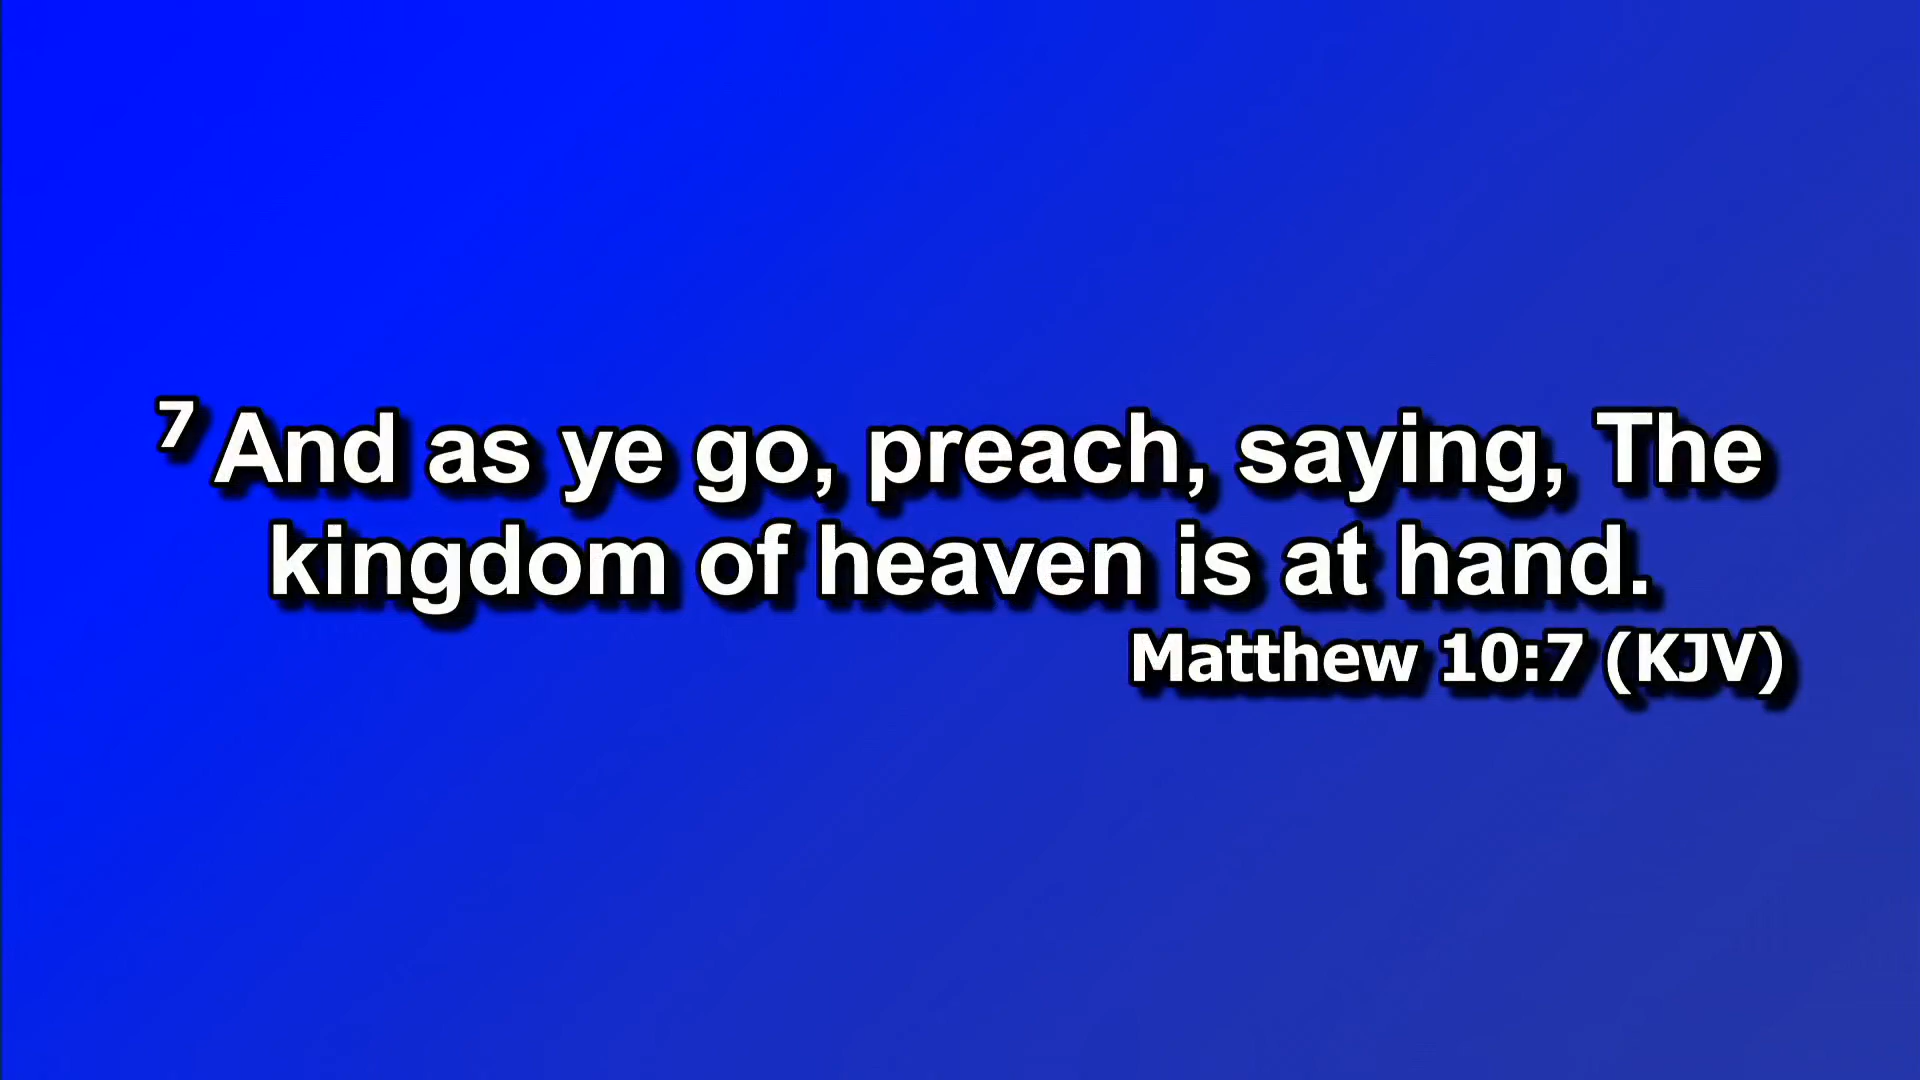 7 And as ye go, preach, saying, The
kingdom of heaven is at hand.
Matthew 10:7 (KJV)